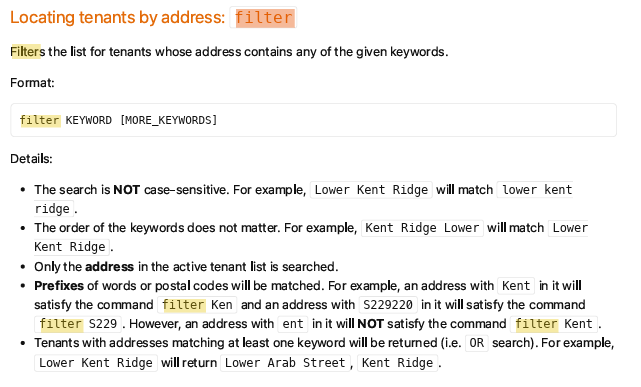 Locating tenants by address: filter
Filters the list for tenants whose address contains any of the given keywords.
Format:
filter KEYWORD [MORE_KEYWORDS]
Details:
• The search is NOT case-sensitive. For example, Lower Kent Ridge will match lower kent
ridge .
• The order of the keywords does not matter. For example, Kent Ridge Lower will match Lower
Kent Ridge .
• Only the address in the active tenant list is searched.
• Prefixes of words or postal codes will be matched. For example, an address with Kent in it will
satisfy the command filter Ken and an address with S229220 in it will satisfy the command
filter S229 . However, an address with ent in it will NOT satisfy the command filter Kent .
• Tenants with addresses matching at least one keyword will be returned (i.e. OR search). For example,
Lower Kent Ridge will return Lower Arab Street , Kent Ridge .